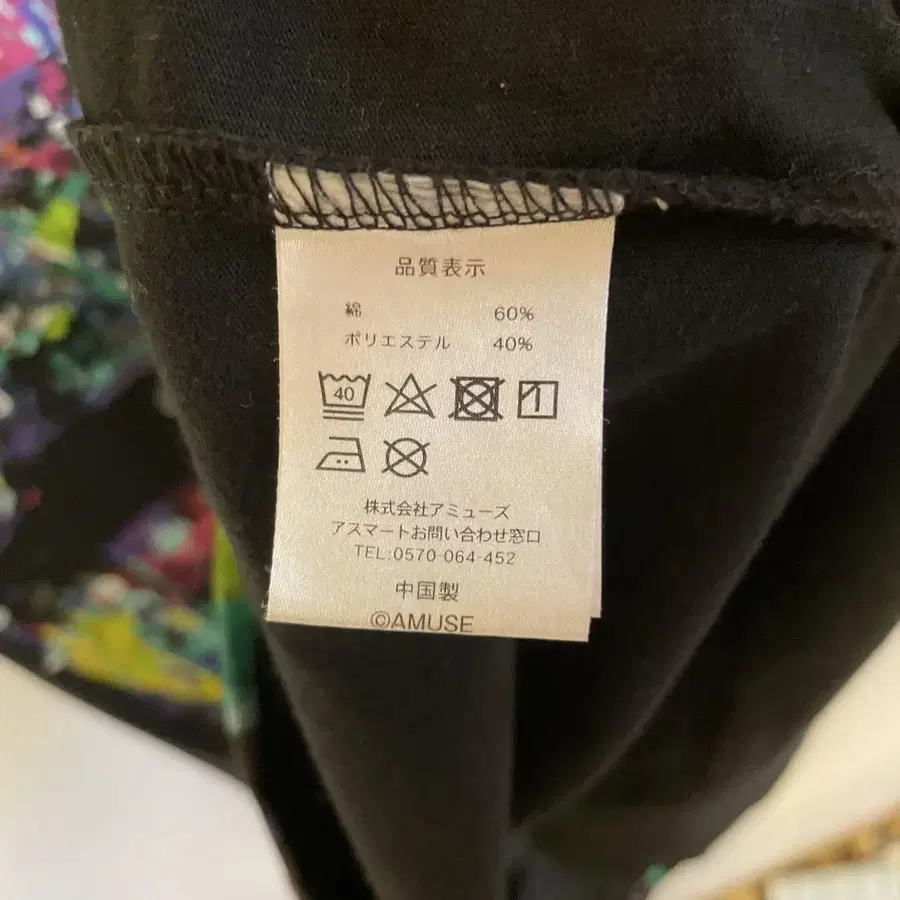 品質表示
綿 60%
ポリエステル 40%
40
株式会社アミューズ
アスマートお問い合わせ窓口
TEL:0570-064-452
中国製
©AMUSE